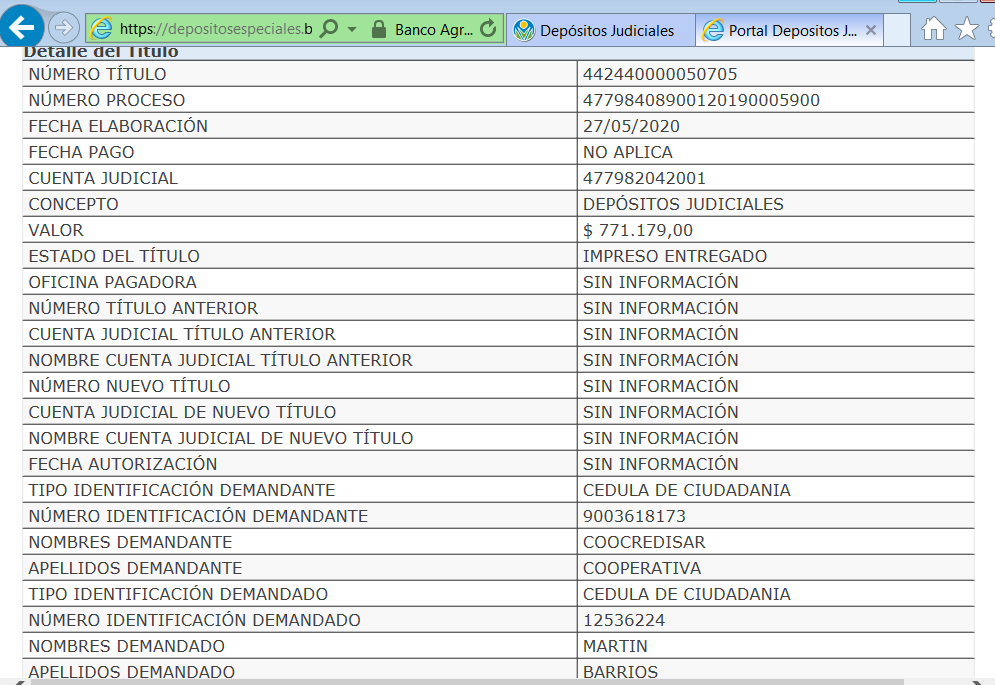 https://depositosespeciales.b Banco Agr... Depósitos Judiciales Portal Depositos J...
Detalle del Título
NÚMERO TÍTULO 442440000050705
NÚMERO PROCESO 47798408900120190005900
FECHA ELABORACIÓN 27/05/2020
FECHA PAGO NO APLICA
CUENTA JUDICIAL 477982042001
CONCEPTO DEPÓSITOS JUDICIALES
VALOR $ 771.179,00
ESTADO DEL TÍTULO IMPRESO ENTREGADO
OFICINA PAGADORA SIN INFORMACIÓN
NÚMERO TÍTULO ANTERIOR SIN INFORMACIÓN
CUENTA JUDICIAL TÍTULO ANTERIOR SIN INFORMACIÓN
NOMBRE CUENTA JUDICIAL TÍTULO ANTERIOR SIN INFORMACIÓN
NÚMERO NUEVO TÍTULO SIN INFORMACIÓN
CUENTA JUDICIAL DE NUEVO TÍTULO SIN INFORMACIÓN
NOMBRE CUENTA JUDICIAL DE NUEVO TÍTULO SIN INFORMACIÓN
FECHA AUTORIZACIÓN SIN INFORMACIÓN
TIPO IDENTIFICACIÓN DEMANDANTE CEDULA DE CIUDADANIA
NÚMERO IDENTIFICACIÓN DEMANDANTE 9003618173
NOMBRES DEMANDANTE COOCREDISAR
APELLIDOS DEMANDANTE COOPERATIVA
TIPO IDENTIFICACIÓN DEMANDADO CEDULA DE CIUDADANIA
NÚMERO IDENTIFICACIÓN DEMANDADO 12536224
NOMBRES DEMANDADO MARTIN
APELLIDOS DEMANDADO BARRIOS